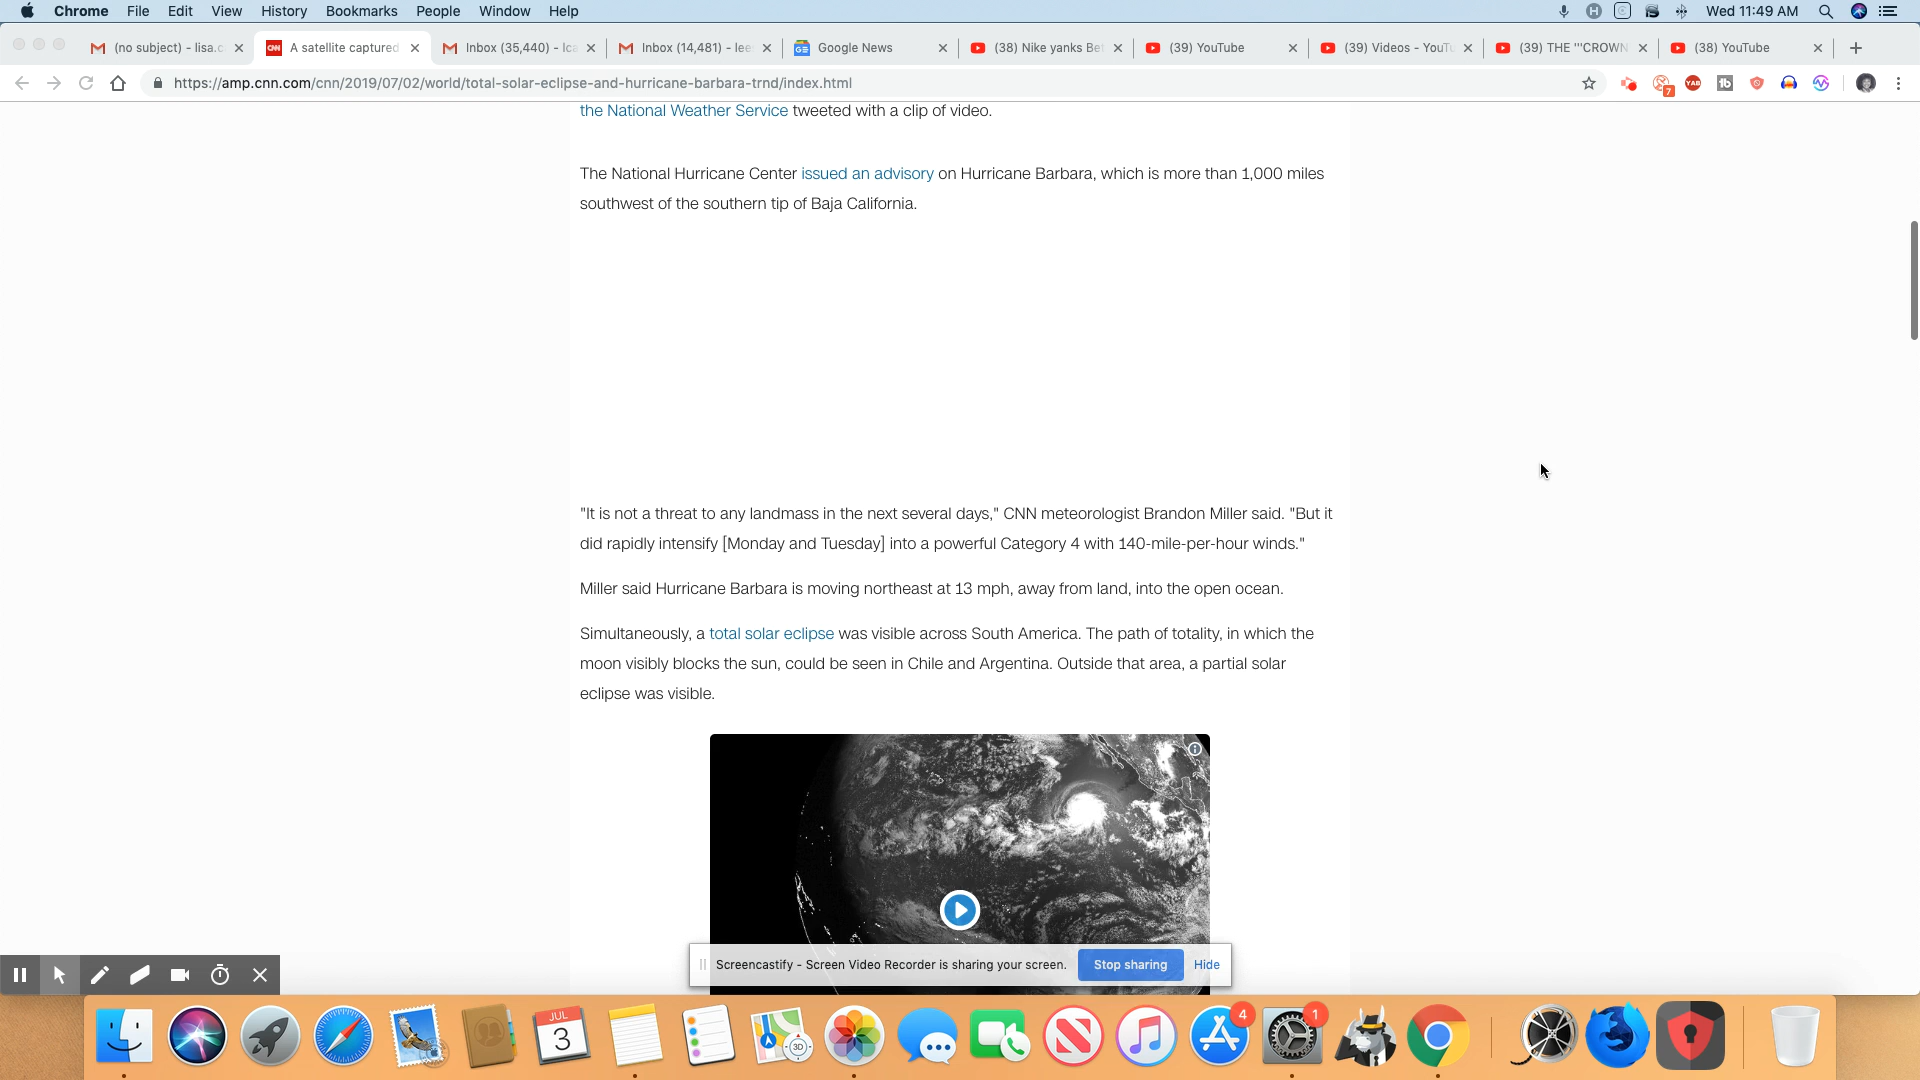 Chrome File Edit View History Bookmarks People Window Help Wed 11:49 AM
(no subject) - lisa.c
CNN A satellite captured
Inbox (35,440) - lca
Inbox (14,481) - lee
GE Google News
(38) Nike yanks Bet
(39) YouTube
(39) Videos - YouTu
(39) THE "'CROWN
(38) YouTube
https://amp.cnn.com/cnn/2019/07/02/world/total-solar-eclipse-and-hurricane-barbara-trnd/index.html
7 YAB tb
the National Weather Service tweeted with a clip of video.
The National Hurricane Center issued an advisory on Hurricane Barbara, which is more than 1,000 miles
southwest of the southern tip of Baja California.
"It is not a threat to any landmass in the next several days," CNN meteorologist Brandon Miller said. "But it
did rapidly intensify [Monday and Tuesday] into a powerful Category 4 with 140-mile-per-hour winds."
Miller said Hurricane Barbara is moving northeast at 13 mph, away from land, into the open ocean.
Simultaneously, a total solar eclipse was visible across South America. The path of totality, in which the
moon visibly blocks the sun, could be seen in Chile and Argentina. Outside that area, a partial solar
eclipse was visible.
Screencastify - Screen Video Recorder is sharing your screen. Stop sharing Hide
JUL
3
3D
4
1